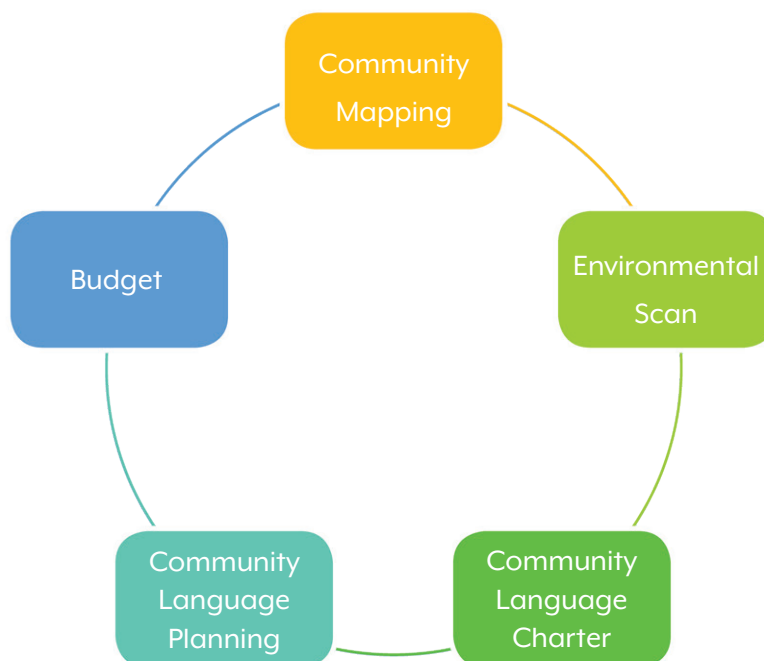 Community
Mapping
Environmental
Scan
Community
Language
Charter
Community
Language
Planning
Budget